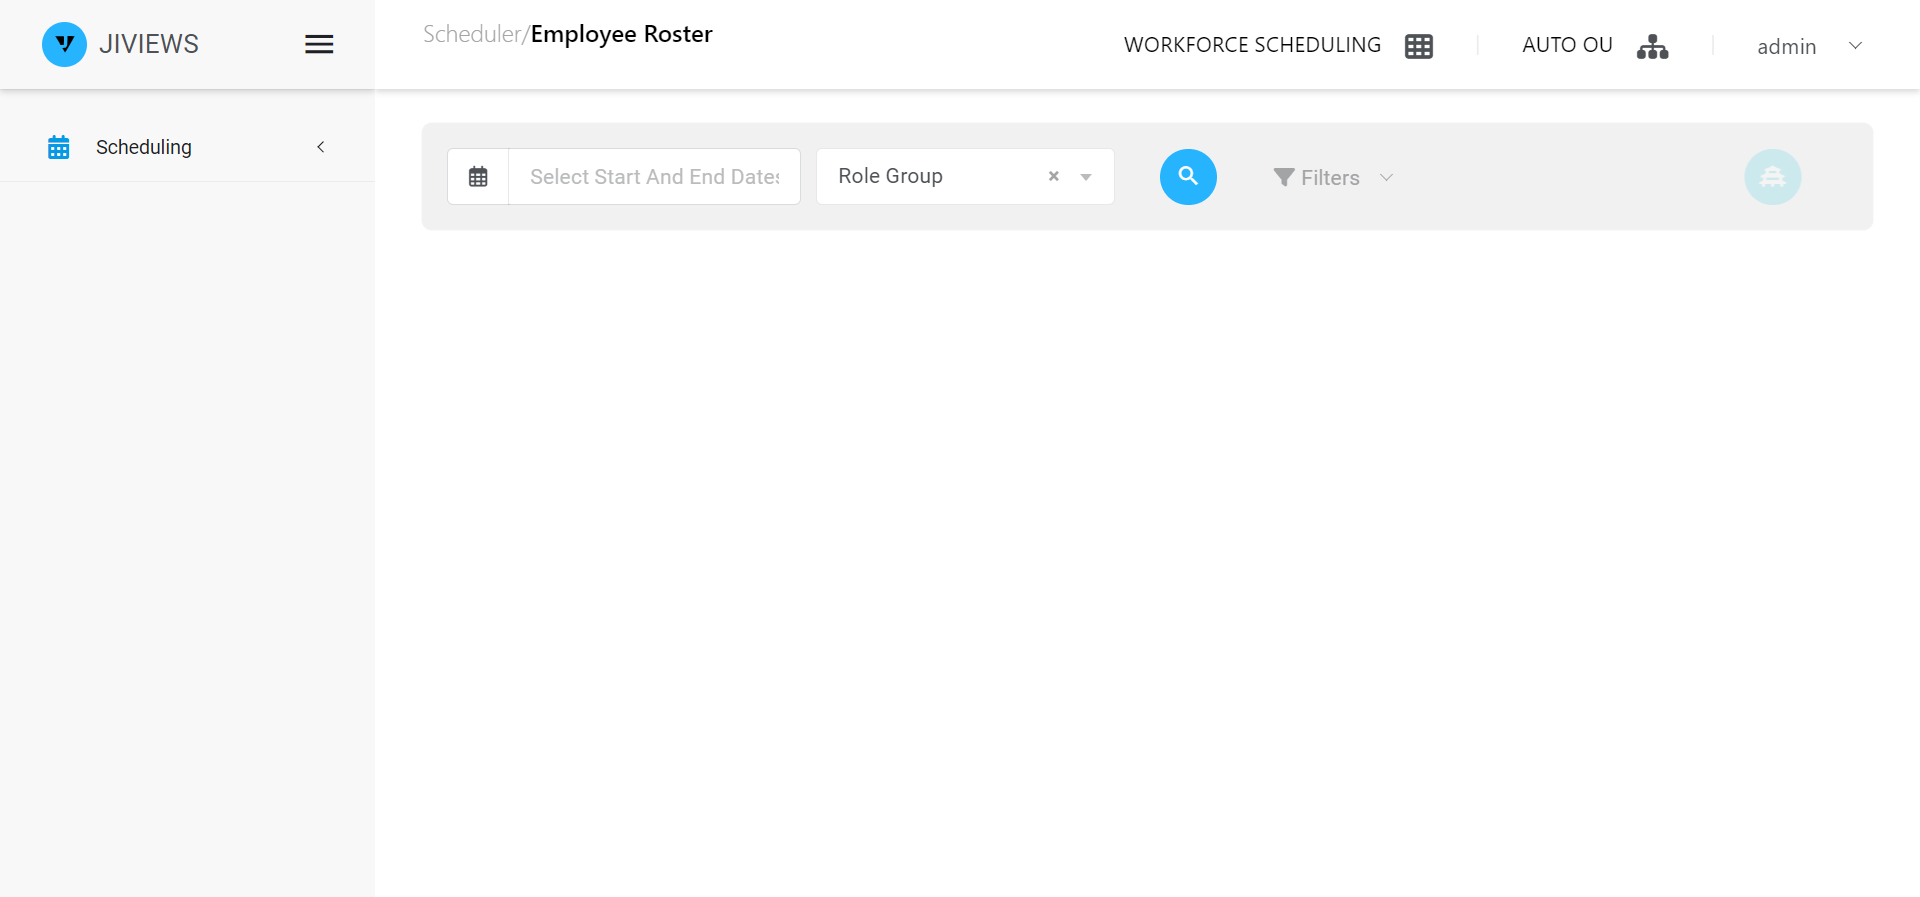 JIVIEWS
Scheduler/Employee Roster
WORKFORCE SCHEDULING
AUTO OU
admin
Scheduling
Select Start And End Dates
Role Group
Filters